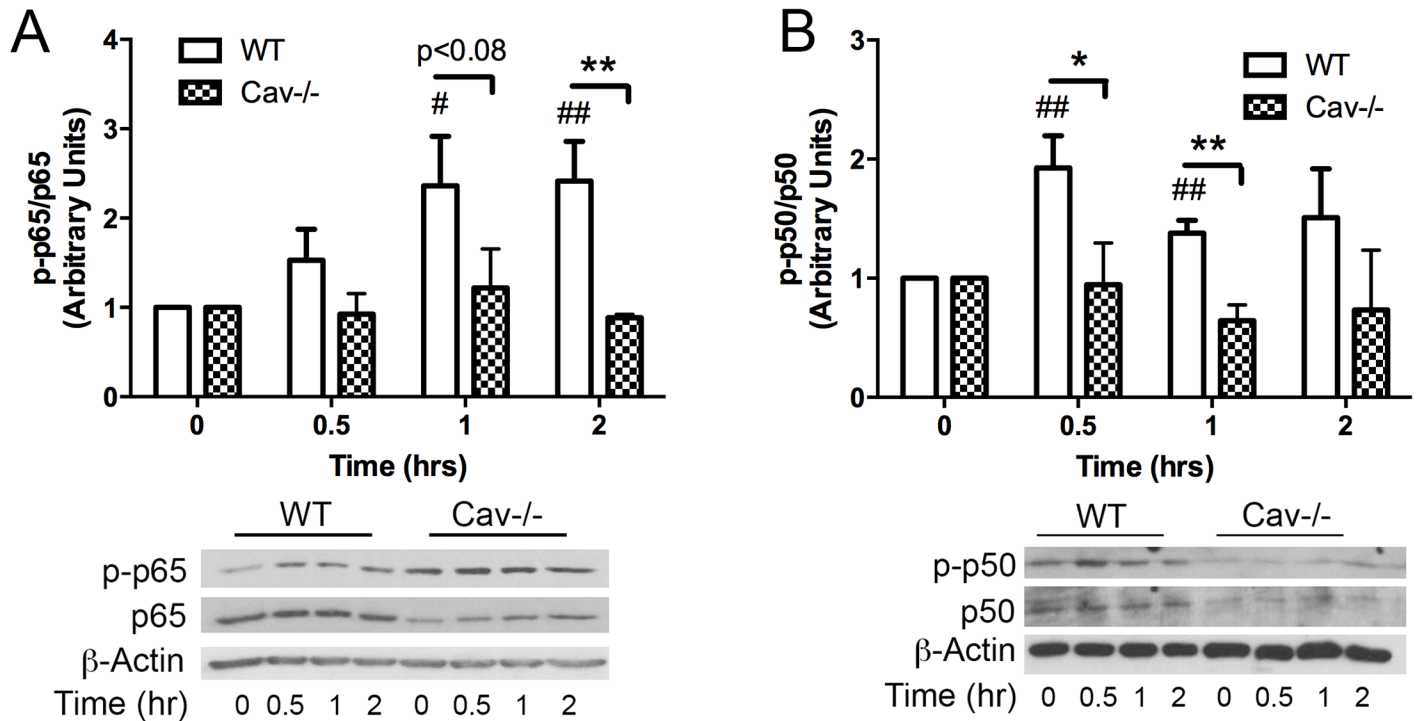 A
4
3
2
1
0
p-p65/p65
(Arbitrary Units)
WT
Cav-/-
p<0.08
#
##
**
0 0.5 1 2
Time (hrs)
WT Cav-/-
p-p65
p65
β-Actin
Time (hr) 0 0.5 1 2 0 0.5 1 2
B
3
2
1
0
p-p50/p50
(Arbitrary Units)
WT
Cav-/-
*
##
**
##
0 0.5 1 2
Time (hrs)
WT Cav-/-
p-p50
p50
β-Actin
Time (hr) 0 0.5 1 2 0 0.5 1 2